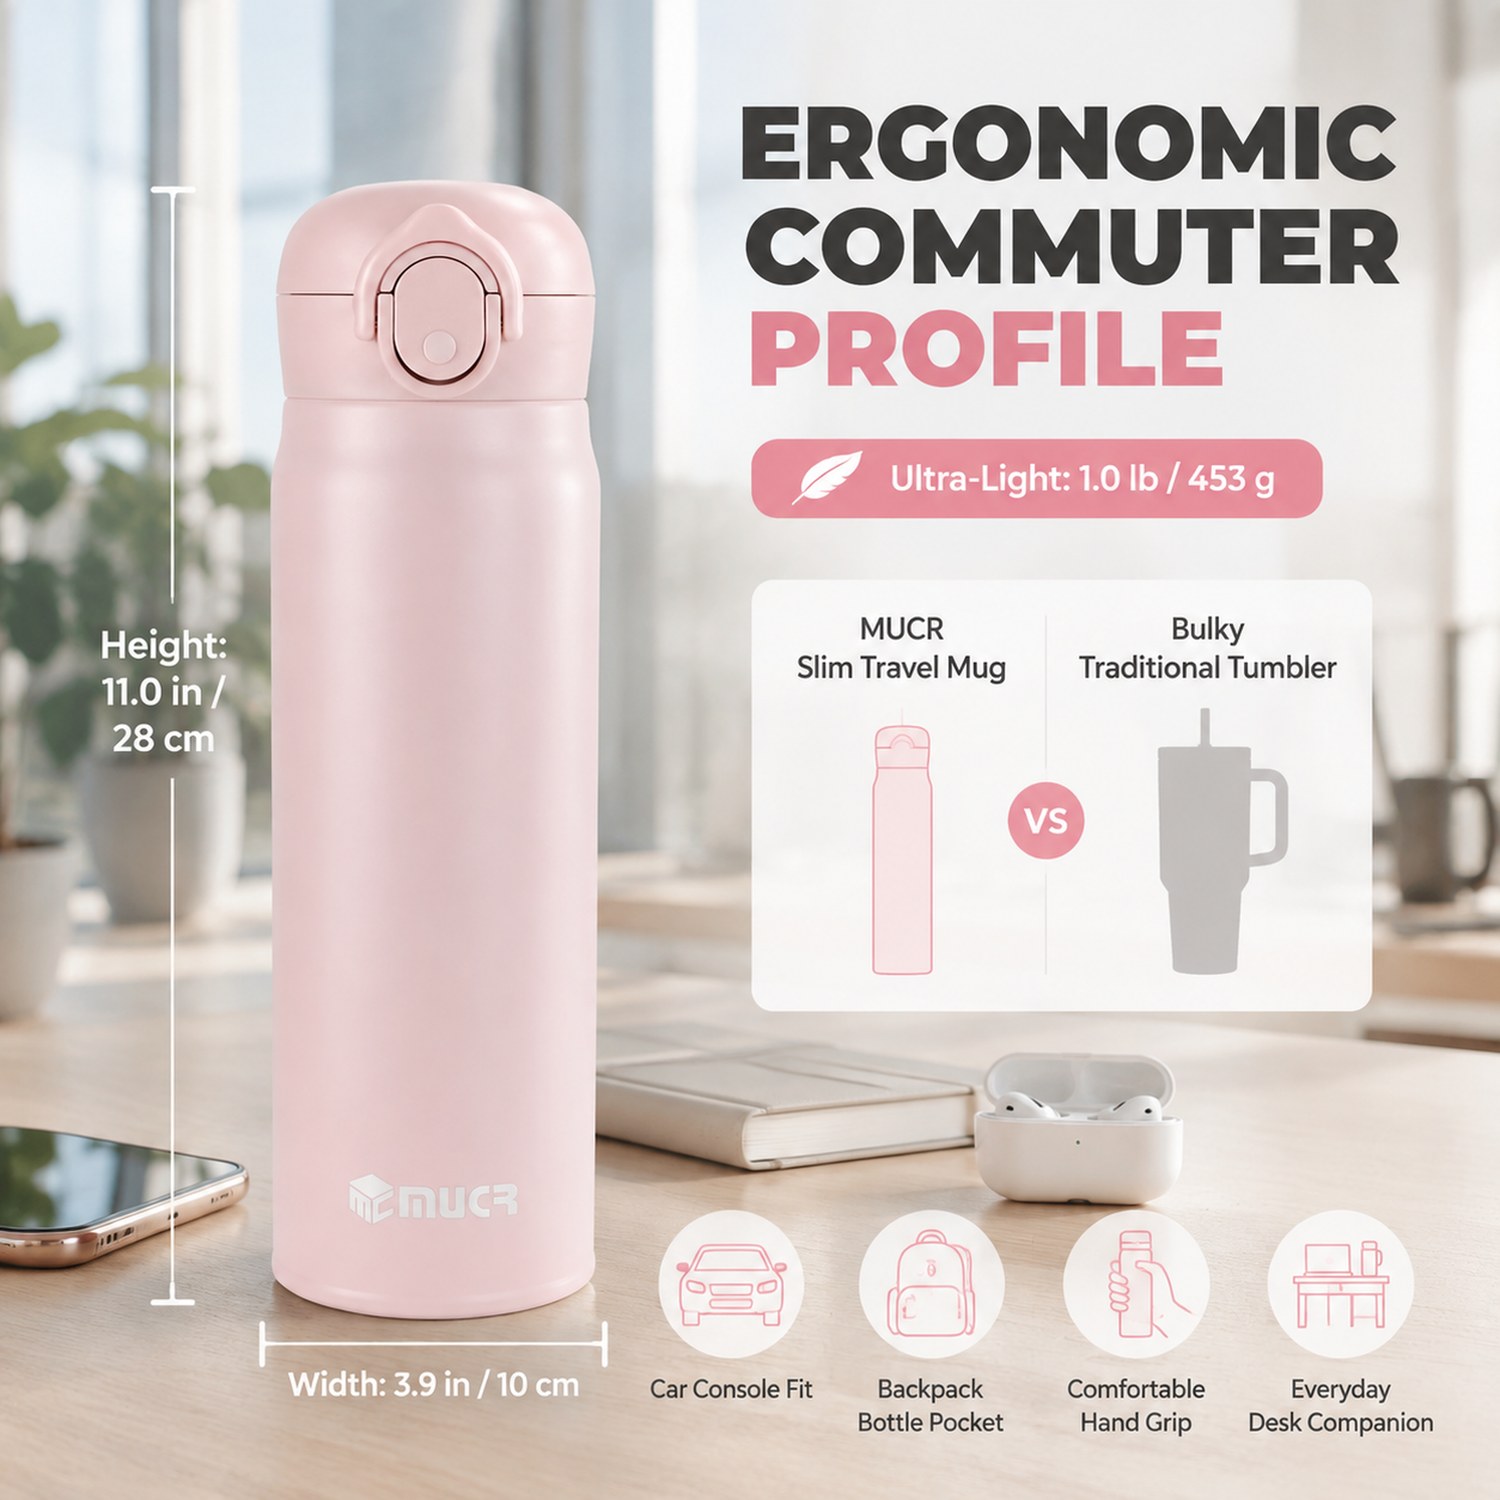 ERGONOMIC
COMMUTER
PROFILE
Ultra-Light: 1.0 lb / 453 g
MUCR
Slim Travel Mug
Bulky
Traditional Tumbler
VS
Height:
11.0 in /
28 cm
MC MUCR
Width: 3.9 in / 10 cm
Car Console Fit
Backpack
Bottle Pocket
Comfortable
Hand Grip
Everyday
Desk Companion